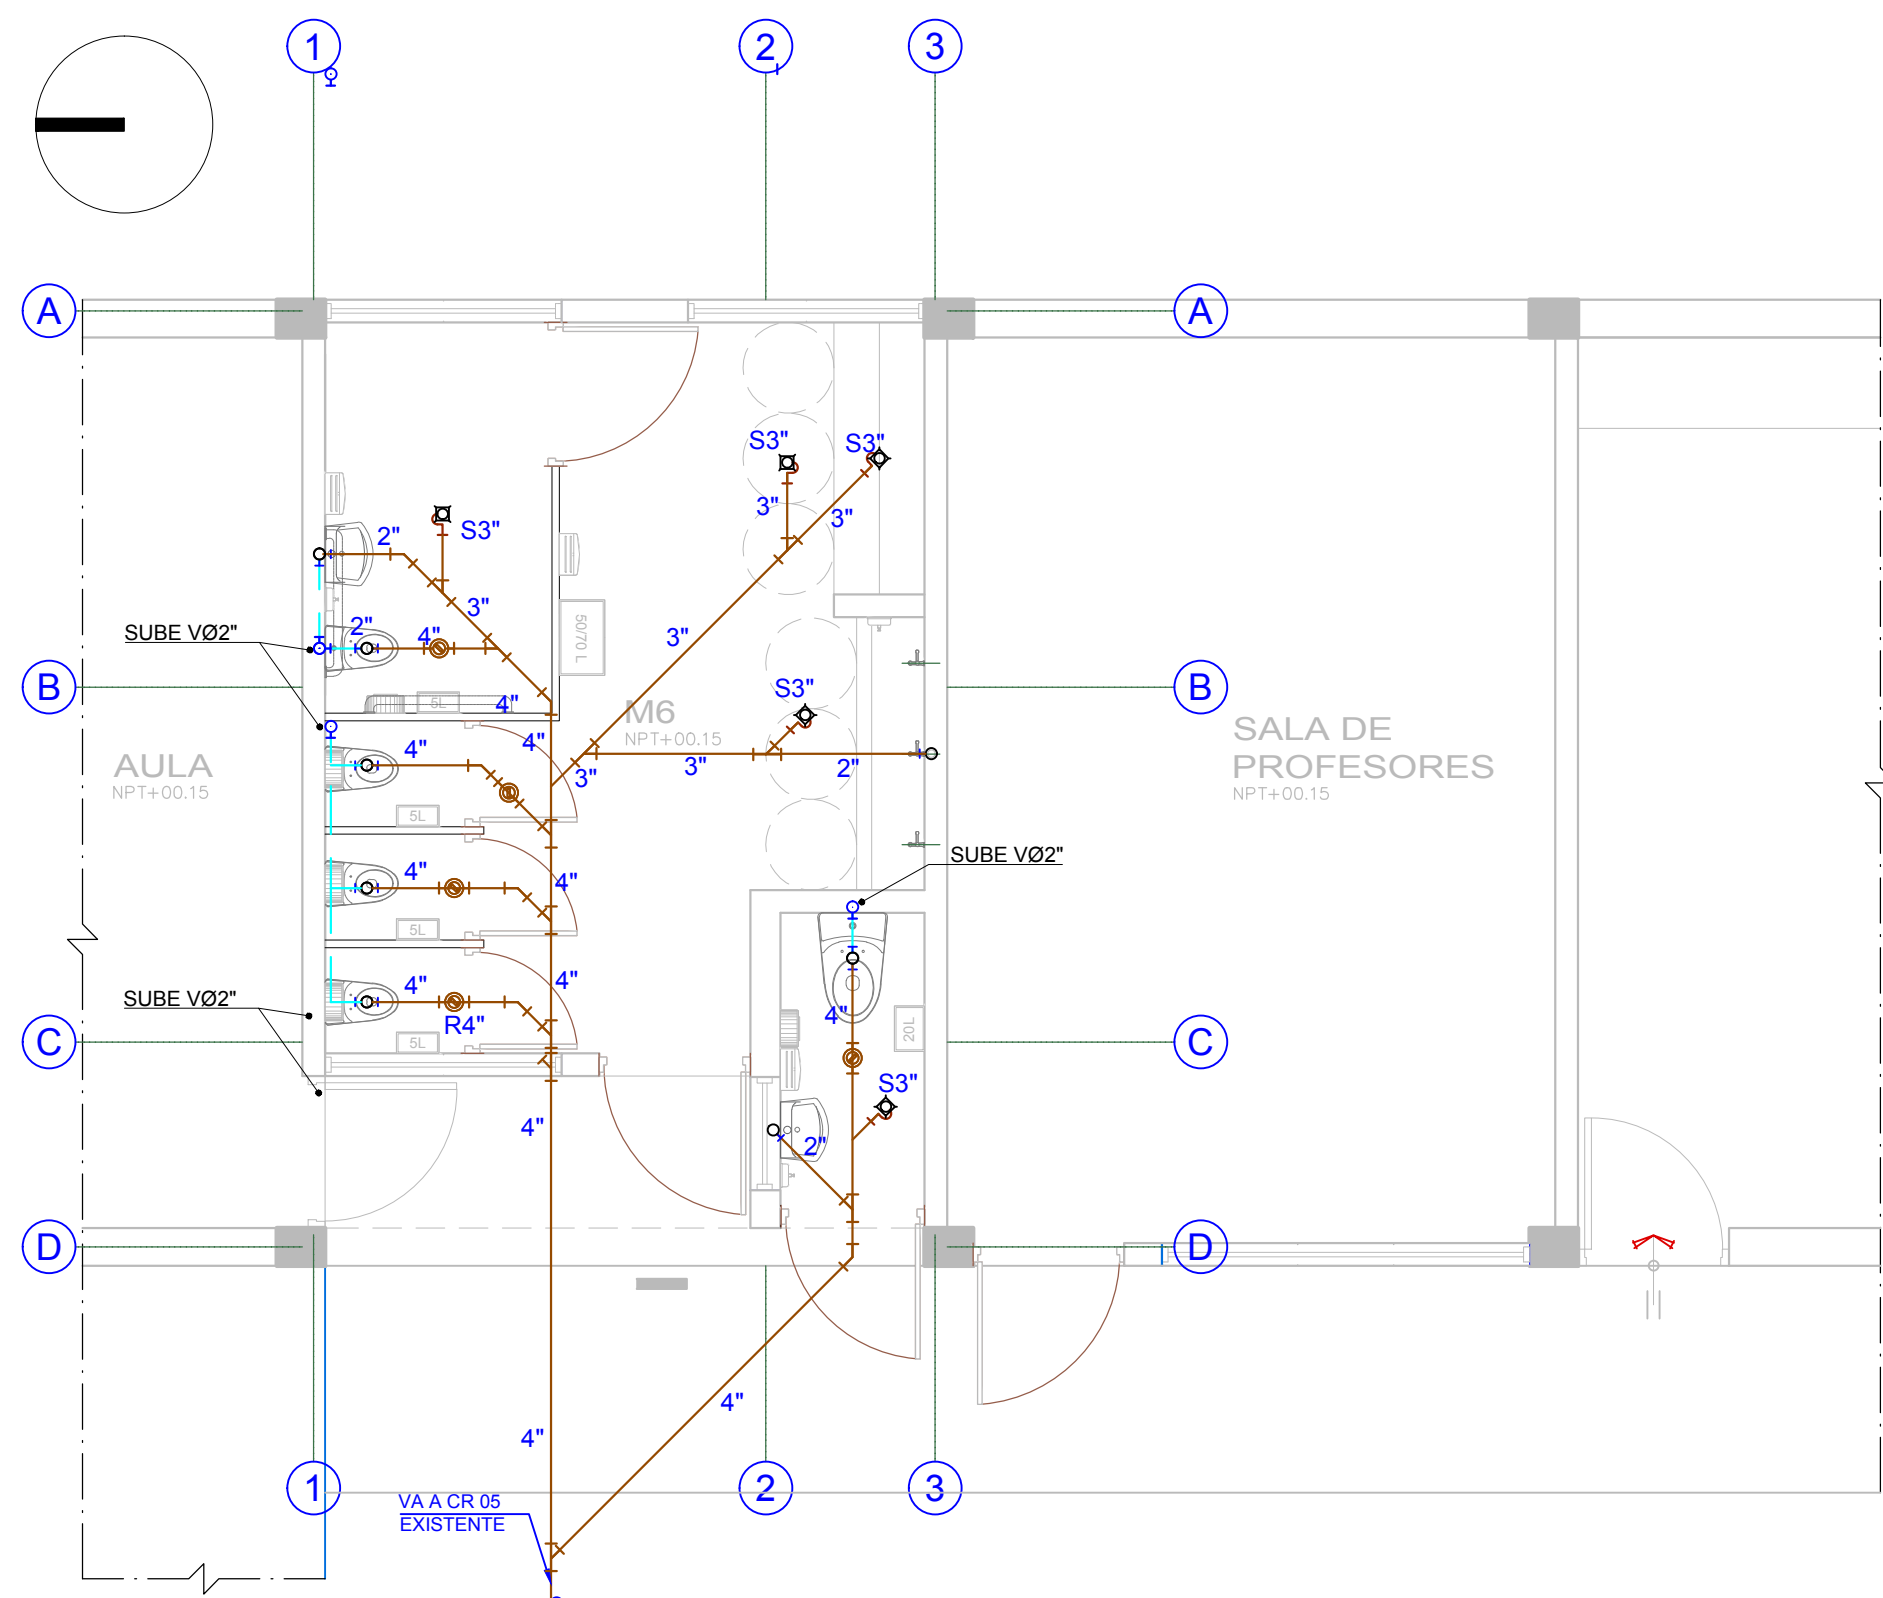 1
2
3
A
A
S3"
S3"
3"
3"
2"
S3"
3"
2"
4"
3"
50/70 L
SUBE VØ2"
B
B
5L
4"
S3"
M6
NPT+00.15
SALA DE
PROFESORES
NPT+00.15
AULA
NPT+00.15
4"
4"
3"
3"
2"
5L
SUBE VØ2"
4"
4"
5L
4"
4"
SUBE VØ2"
R4"
4"
20L
C
C
5L
S3"
4"
2"
D
D
4"
4"
1
2
3
VA A CR 05
EXISTENTE